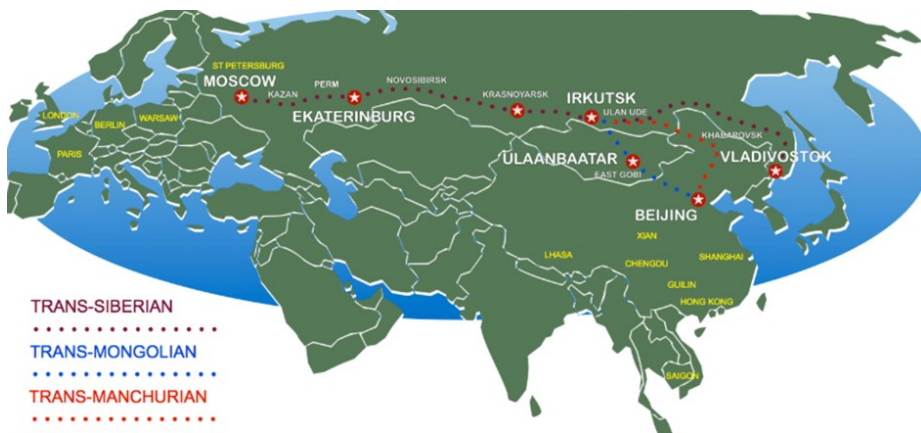 ST PETERSBURG
MOSCOW
KAZAN
PERM
NOVOSIBIRSK
EKATERINBURG
KRASNOYARSK
IRKUTSK
ULAN UDE
KHABAROVSK
VLADIVOSTOK
ULAANBAATAR
EAST GOBI
BEIJING
LONDON
BERLIN
WARSAW
PARIS
XIAN
LHASA
CHENGDU
SHANGHAI
GUILIN
HONG KONG
SAIGON
TRANS-SIBERIAN
TRANS-MONGOLIAN
TRANS-MANCHURIAN